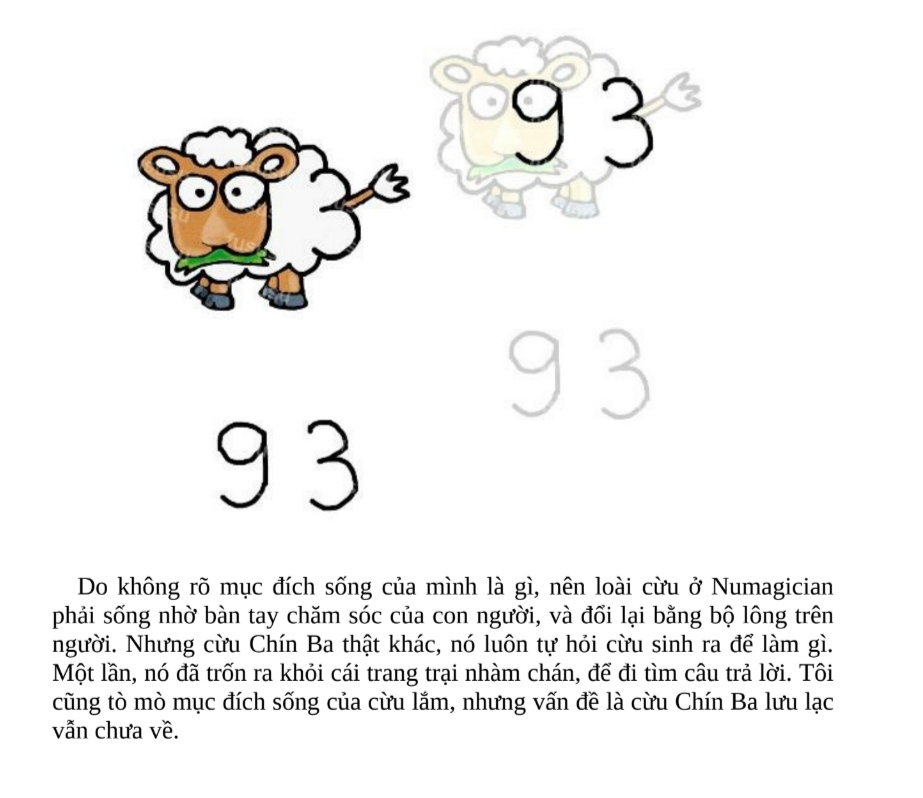 93
93
93
Do không rõ mục đích sống của mình là gì, nên loài cừu ở Numagician
phải sống nhờ bàn tay chăm sóc của con người, và đổi lại bằng bộ lông trên
người. Nhưng cừu Chín Ba thật khác, nó luôn tự hỏi cừu sinh ra để làm gì.
Một lần, nó đã trốn ra khỏi cái trang trại nhàm chán, để đi tìm câu trả lời. Tôi
cũng tò mò mục đích sống của cừu lắm, nhưng vấn đề là cừu Chín Ba lưu lạc
vẫn chưa về.